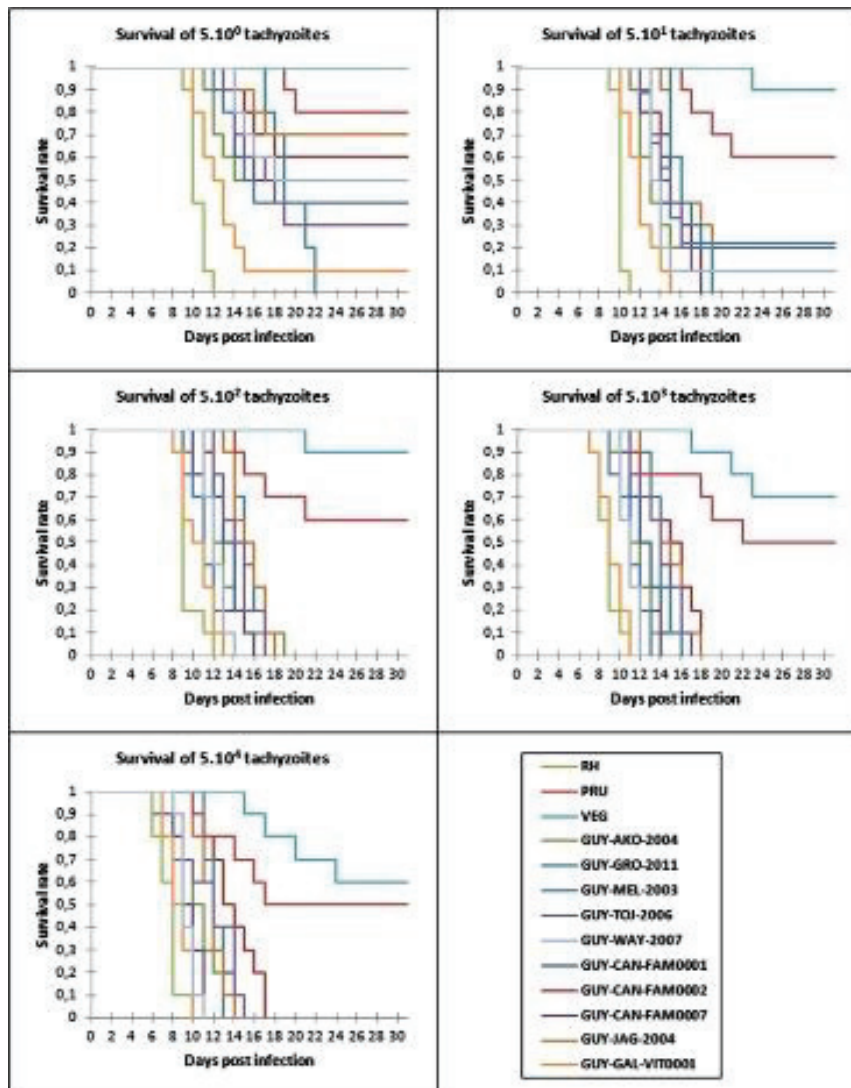 Survival of 5.10⁰ tachyzoites
1
0,9
0,8
0,7
0,6
0,5
0,4
0,3
0,2
0,1
0
Survival rate
0 2 4 6 8 10 12 14 16 18 20 22 24 26 28 30
Days post infection
Survival of 5.10¹ tachyzoites
1
0,9
0,8
0,7
0,6
0,5
0,4
0,3
0,2
0,1
0
Survival rate
0 2 4 6 8 10 12 14 16 18 20 22 24 26 28 30
Days post infection
Survival of 5.10² tachyzoites
1
0,9
0,8
0,7
0,6
0,5
0,4
0,3
0,2
0,1
0
Survival rate
0 2 4 6 8 10 12 14 16 18 20 22 24 26 28 30
Days post infection
Survival of 5.10³ tachyzoites
1
0,9
0,8
0,7
0,6
0,5
0,4
0,3
0,2
0,1
0
Survival rate
0 2 4 6 8 10 12 14 16 18 20 22 24 26 28 30
Days post infection
Survival of 5.10⁴ tachyzoites
1
0,9
0,8
0,7
0,6
0,5
0,4
0,3
0,2
0,1
0
Survival rate
0 2 4 6 8 10 12 14 16 18 20 22 24 26 28 30
Days post infection
RH
PRU
VEG
GUY-AKO-2004
GUY-GRO-2011
GUY-MEL-2003
GUY-TOJ-2006
GUY-WAY-2007
GUY-CAN-FAM0001
GUY-CAN-FAM0002
GUY-CAN-FAM0007
GUY-JAG-2004
GUY-GAL-VIT0001